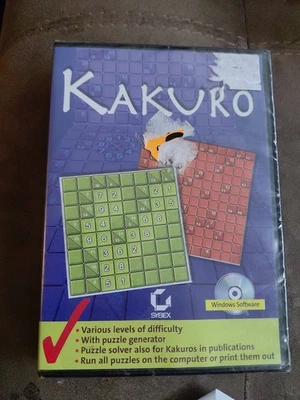 KAKURO
SYBEX
Windows Software
• Various levels of difficulty
• With puzzle generator
• Puzzle solver also for Kakuros in publications
• Run all puzzles on the computer or print them out